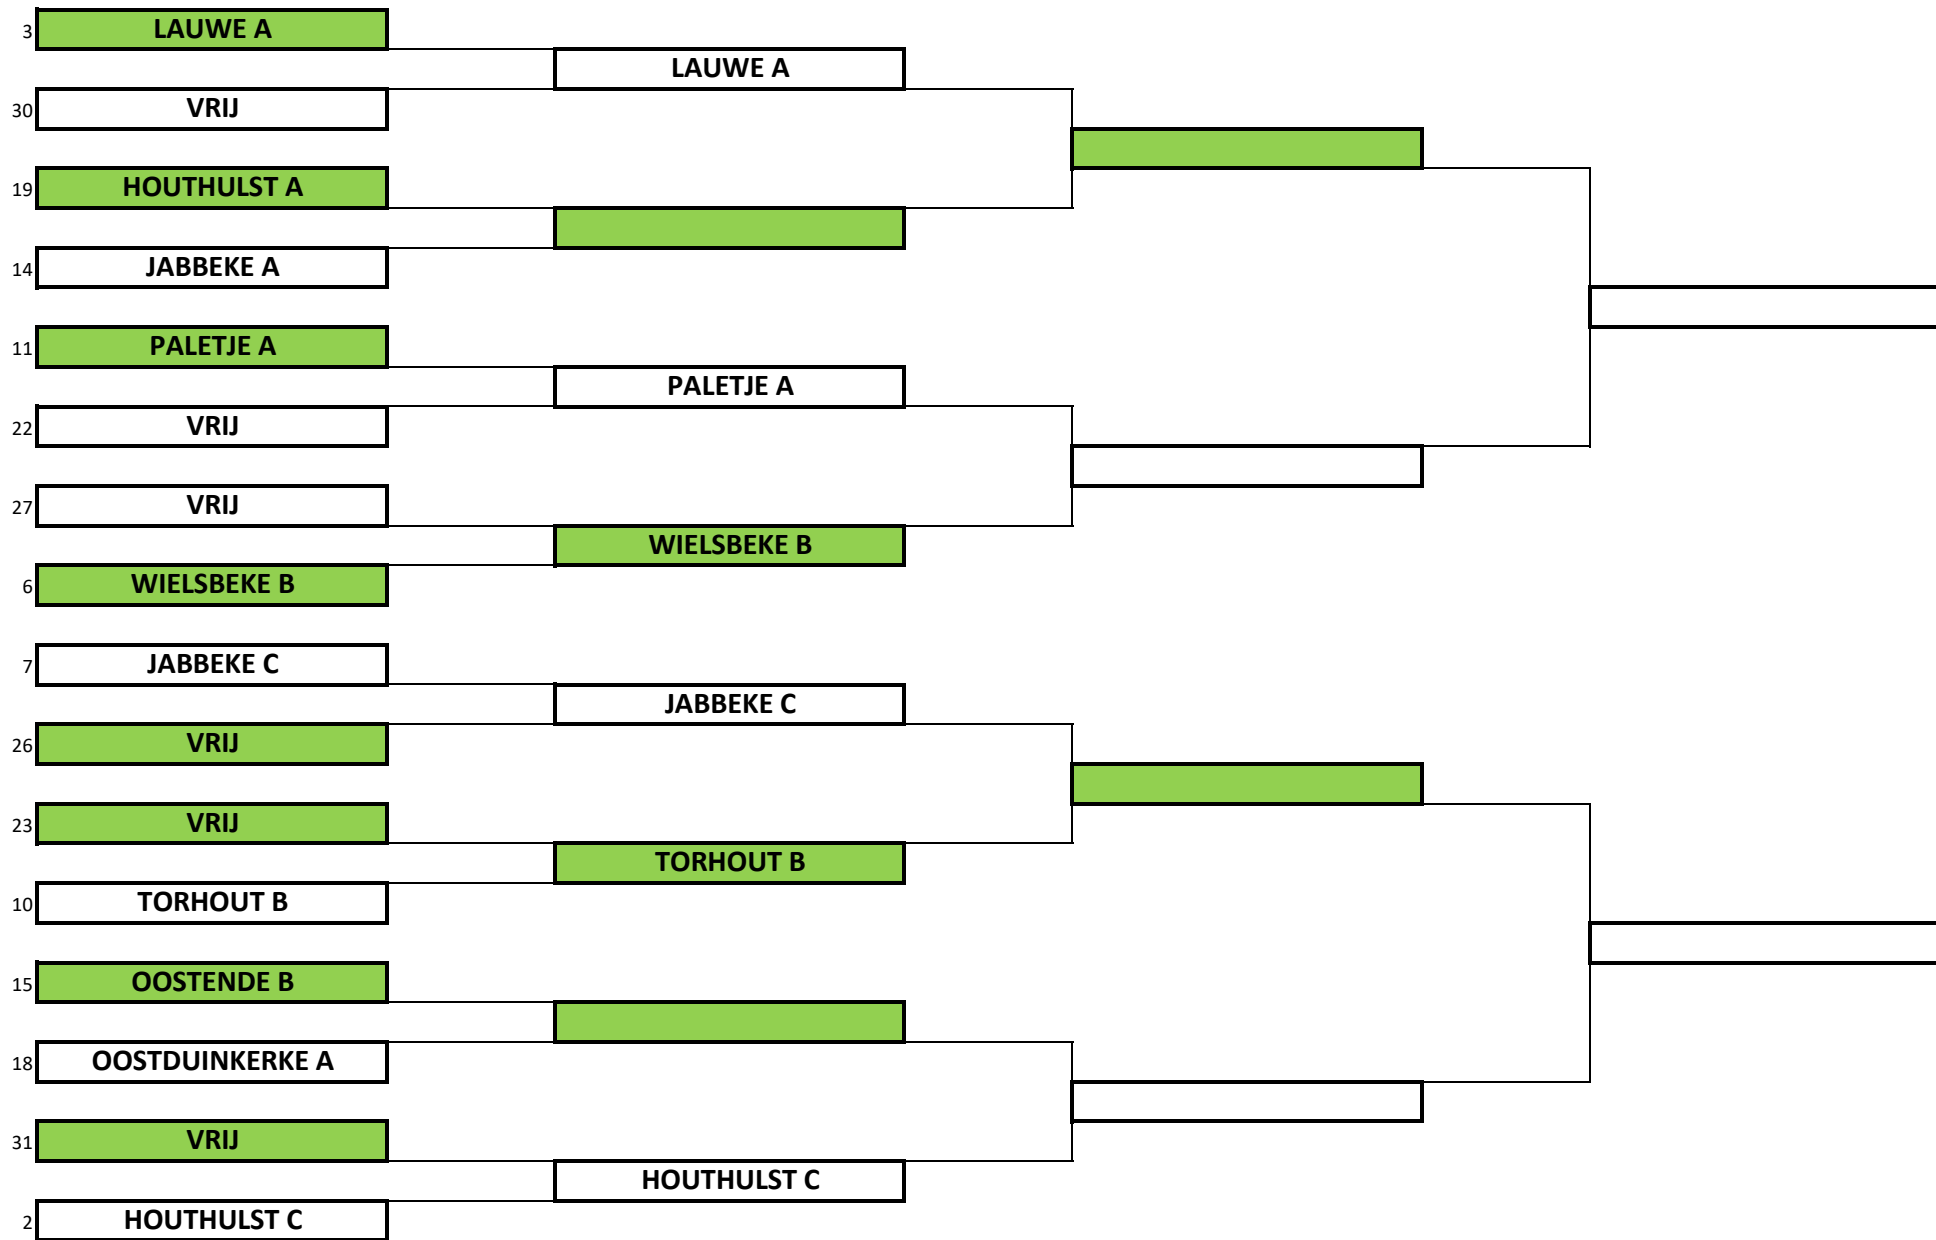 3 LAUWE A
LAUWE A
30 VRIJ
19 HOUTHULST A
14 JABBEKE A
11 PALETJE A
PALETJE A
22 VRIJ
27 VRIJ
WIELSBEKE B
6 WIELSBEKE B
7 JABBEKE C
JABBEKE C
26 VRIJ
23 VRIJ
TORHOUT B
10 TORHOUT B
15 OOSTENDE B
18 OOSTDUINKERKE A
31 VRIJ
HOUTHULST C
2 HOUTHULST C